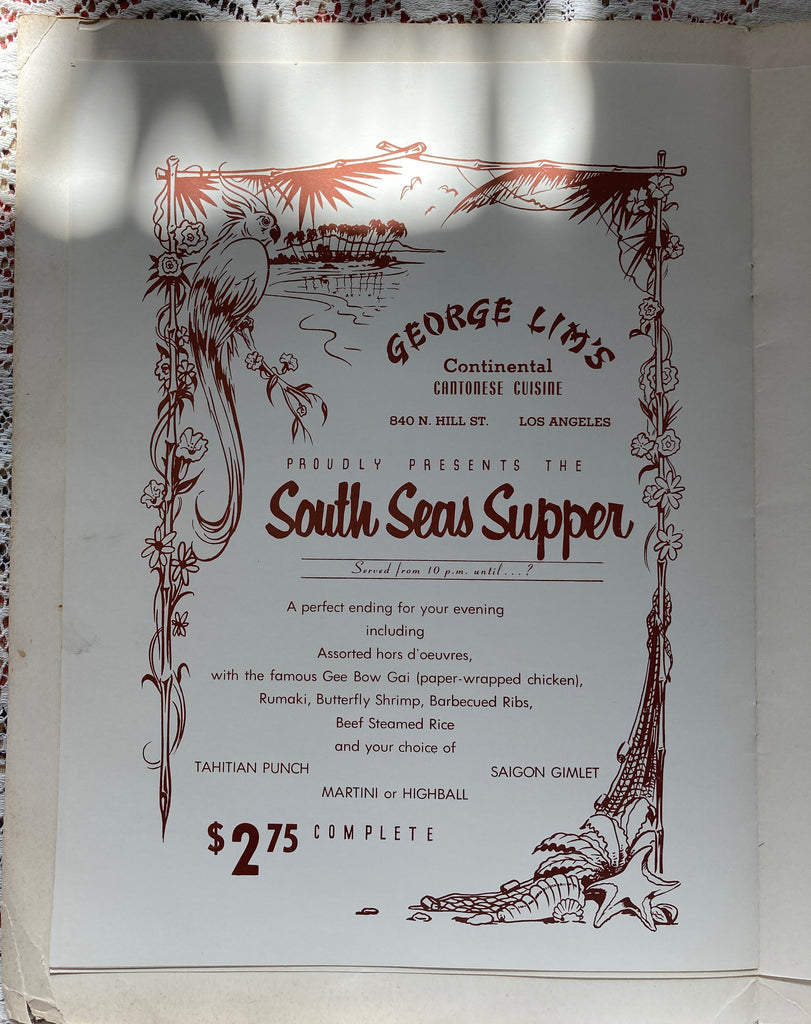 GEORGE LIM'S
Continental
CANTONESE CUISINE
840 N. HILL ST. LOS ANGELES
PROUDLY PRESENTS THE
South Seas Supper
Served from 10 p.m. until...?
A perfect ending for your evening
including
Assorted hors d'oeuvres,
with the famous Gee Bow Gai (paper-wrapped chicken),
Rumaki, Butterfly Shrimp, Barbecued Ribs,
Beef Steamed Rice
and your choice of
TAHITIAN PUNCH SAIGON GIMLET
MARTINI or HIGHBALL
$2.75 COMPLETE